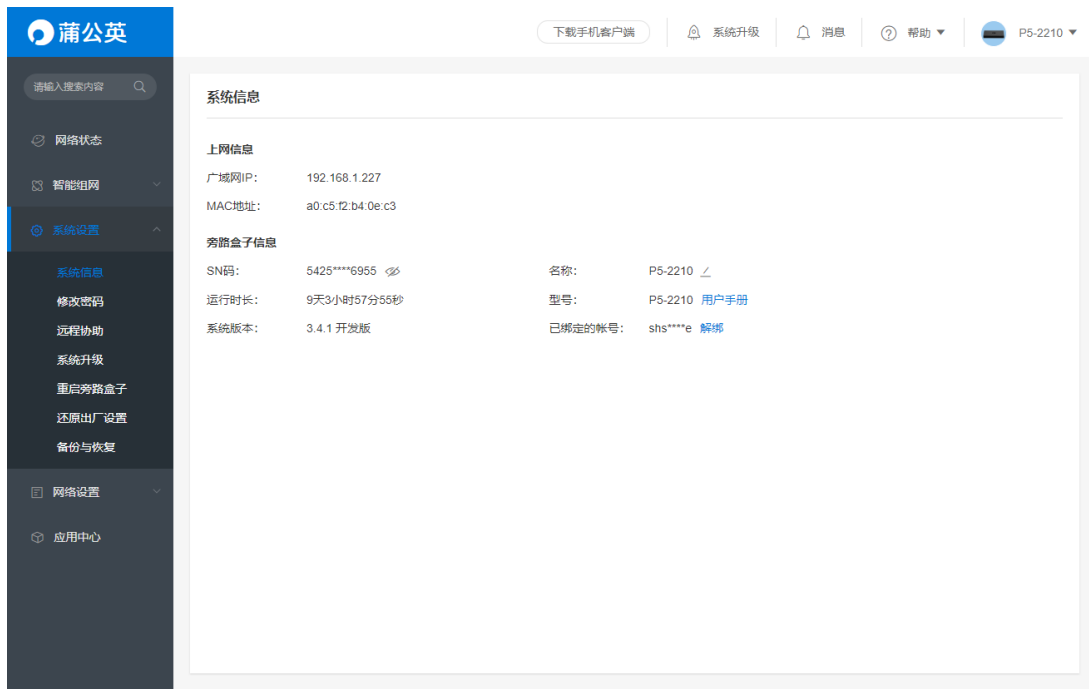 蒲公英
下载手机客户端 系统升级 消息 帮助 P5-2210
请输入搜索内容
网络状态
智能组网
系统设置
系统信息
修改密码
远程协助
系统升级
重启旁路盒子
还原出厂设置
备份与恢复
网络设置
应用中心
系统信息
上网信息
广域网IP: 192.168.1.227
MAC地址: a0:c5:f2:b4:0e:c3
旁路盒子信息
SN码: 5425****6955 名称: P5-2210
运行时长: 9天3小时57分55秒 型号: P5-2210 用户手册
系统版本: 3.4.1 开发版 已绑定的帐号: shs****e 解绑